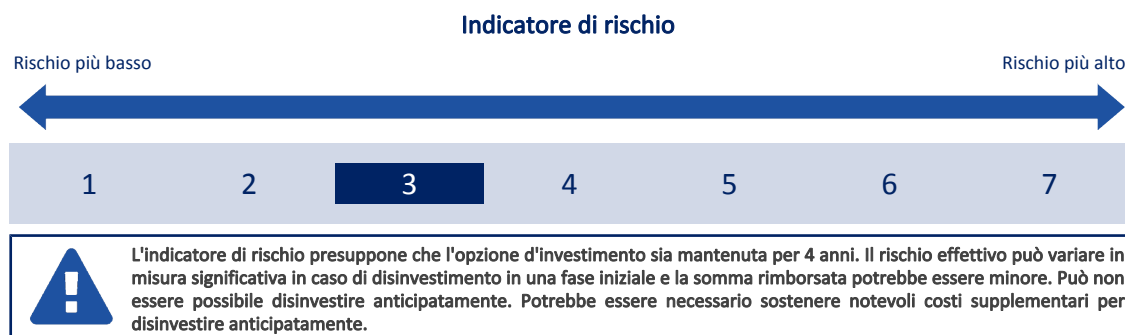 Indicatore di rischio
Rischio più basso
Rischio più alto
1 2 3 4 5 6 7
L'indicatore di rischio presuppone che l'opzione d'investimento sia mantenuta per 4 anni. Il rischio effettivo può variare in
misura significativa in caso di disinvestimento in una fase iniziale e la somma rimborsata potrebbe essere minore. Può non
essere possibile disinvestire anticipatamente. Potrebbe essere necessario sostenere notevoli costi supplementari per
disinvestire anticipatamente.